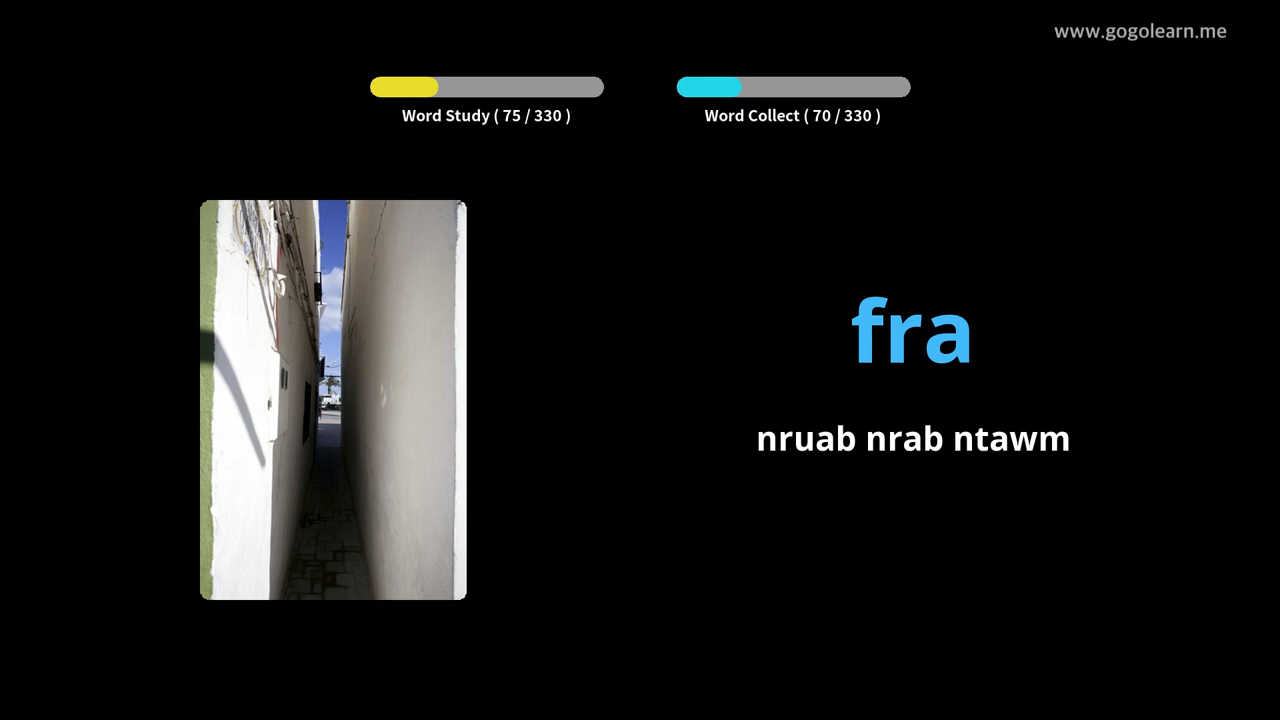 www.gogolearn.me
Word Study ( 75 / 330 )
Word Collect ( 70 / 330 )
fra
nruab nrab ntawm